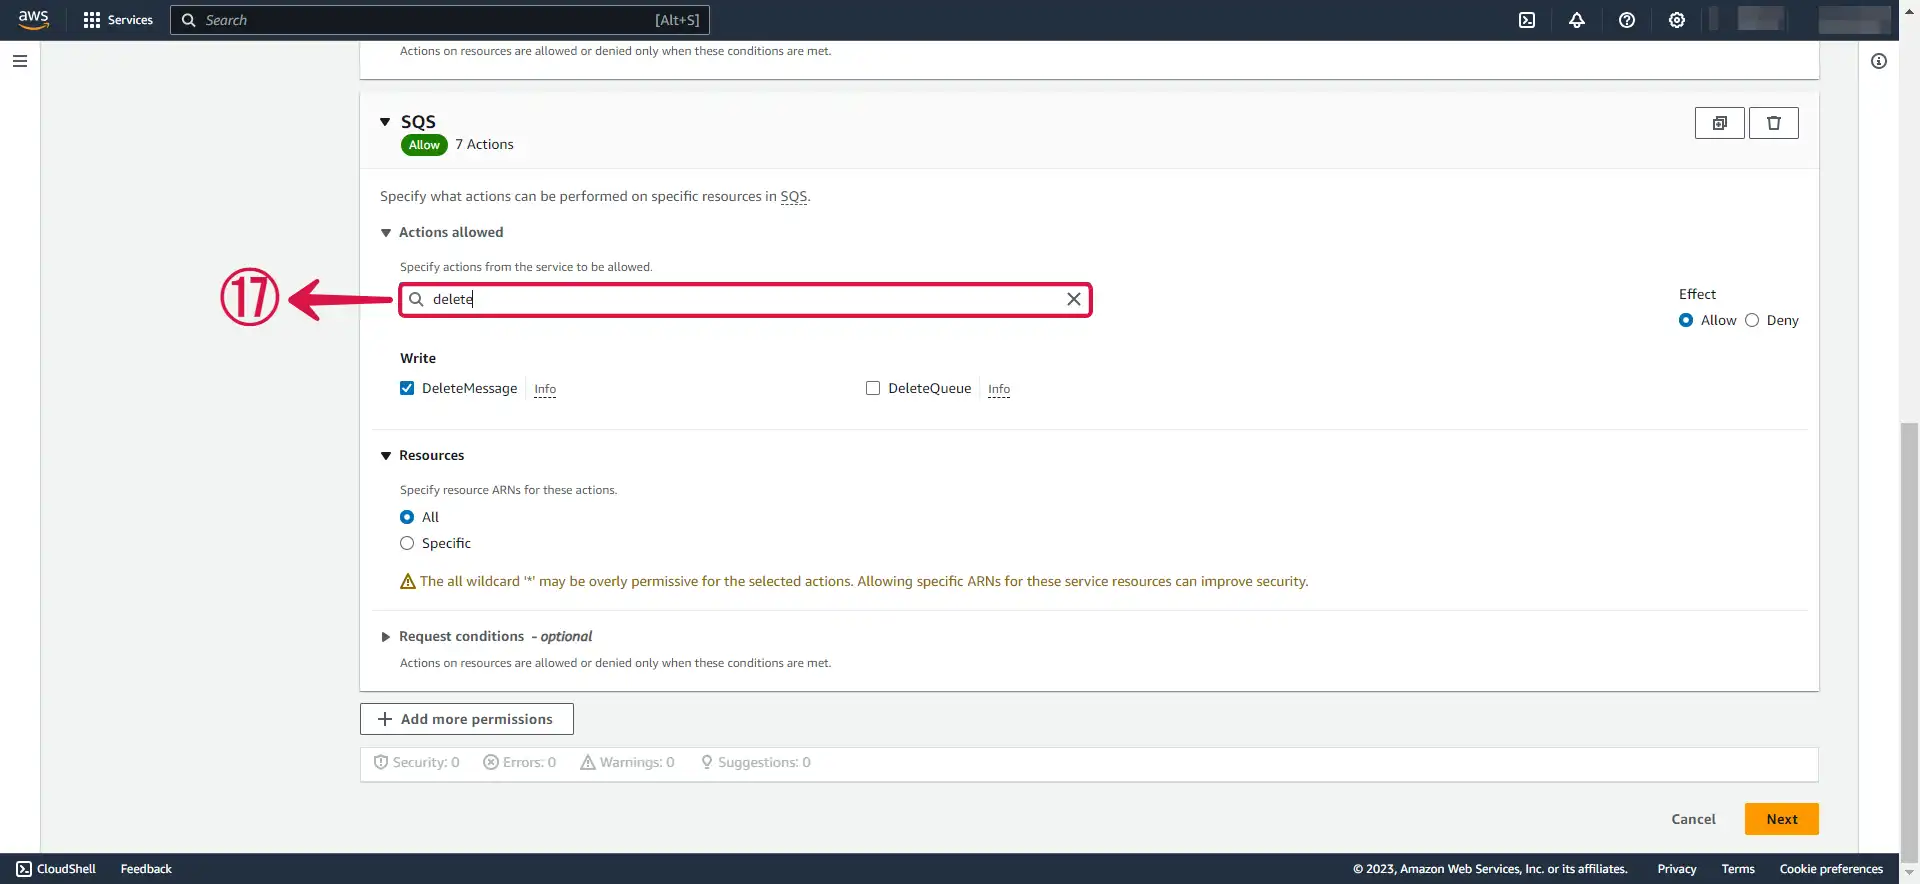 aws Services Search [Alt+S]
Actions on resources are allowed or denied only when these conditions are met.
SQS
Allow 7 Actions
Specify what actions can be performed on specific resources in SQS.
Actions allowed
Specify actions from the service to be allowed.
17 delete
Effect
Allow Deny
Write
DeleteMessage Info DeleteQueue Info
Resources
Specify resource ARNs for these actions.
All
Specific
The all wildcard '*' may be overly permissive for the selected actions. Allowing specific ARNs for these service resources can improve security.
Request conditions - optional
Actions on resources are allowed or denied only when these conditions are met.
Add more permissions
Security: 0 Errors: 0 Warnings: 0 Suggestions: 0
Cancel Next
CloudShell Feedback © 2023, Amazon Web Services, Inc. or its affiliates. Privacy Terms Cookie preferences